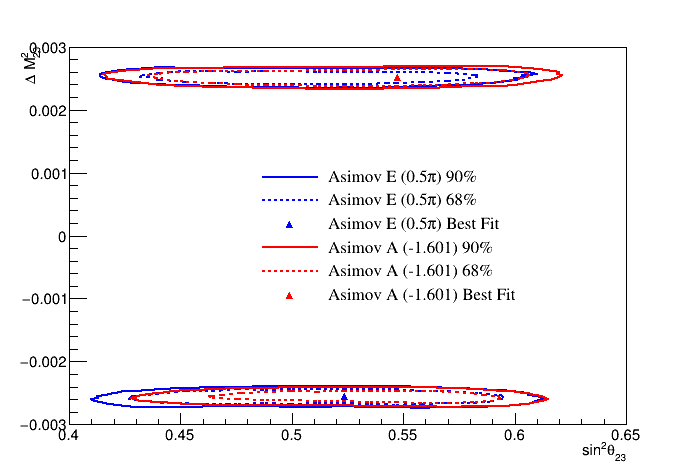 Δ M²₂₃
0.003
0.002
0.001
0
−0.001
−0.002
−0.003
Asimov E (0.5π) 90%
Asimov E (0.5π) 68%
Asimov E (0.5π) Best Fit
Asimov A (-1.601) 90%
Asimov A (-1.601) 68%
Asimov A (-1.601) Best Fit
0.4 0.45 0.5 0.55 0.6 0.65
sin²θ₂₃